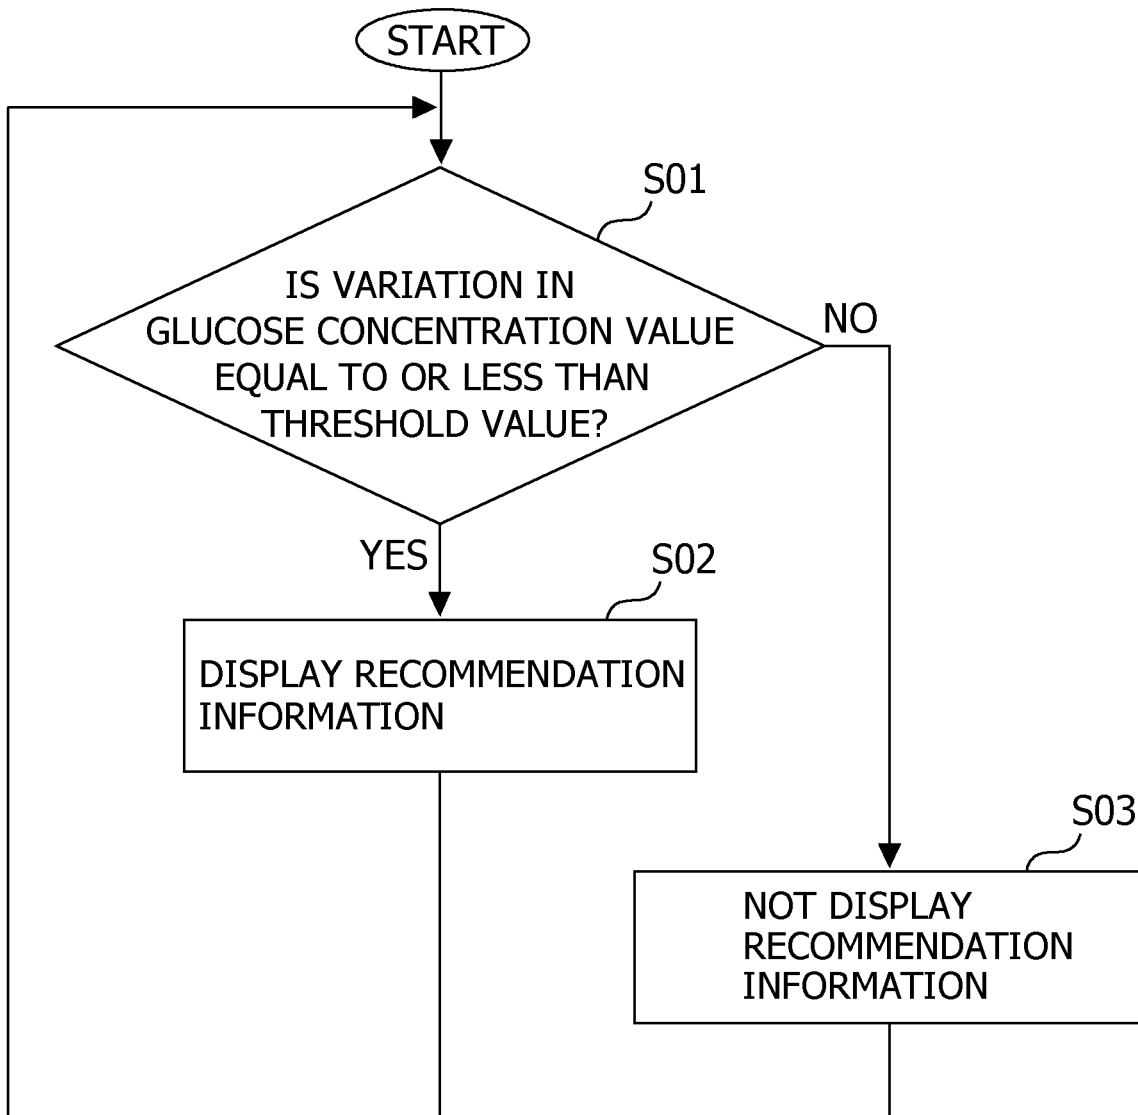 START
S01
IS VARIATION IN
GLUCOSE CONCENTRATION VALUE
EQUAL TO OR LESS THAN
THRESHOLD VALUE?
NO
YES
S02
DISPLAY RECOMMENDATION
INFORMATION
S03
NOT DISPLAY
RECOMMENDATION
INFORMATION